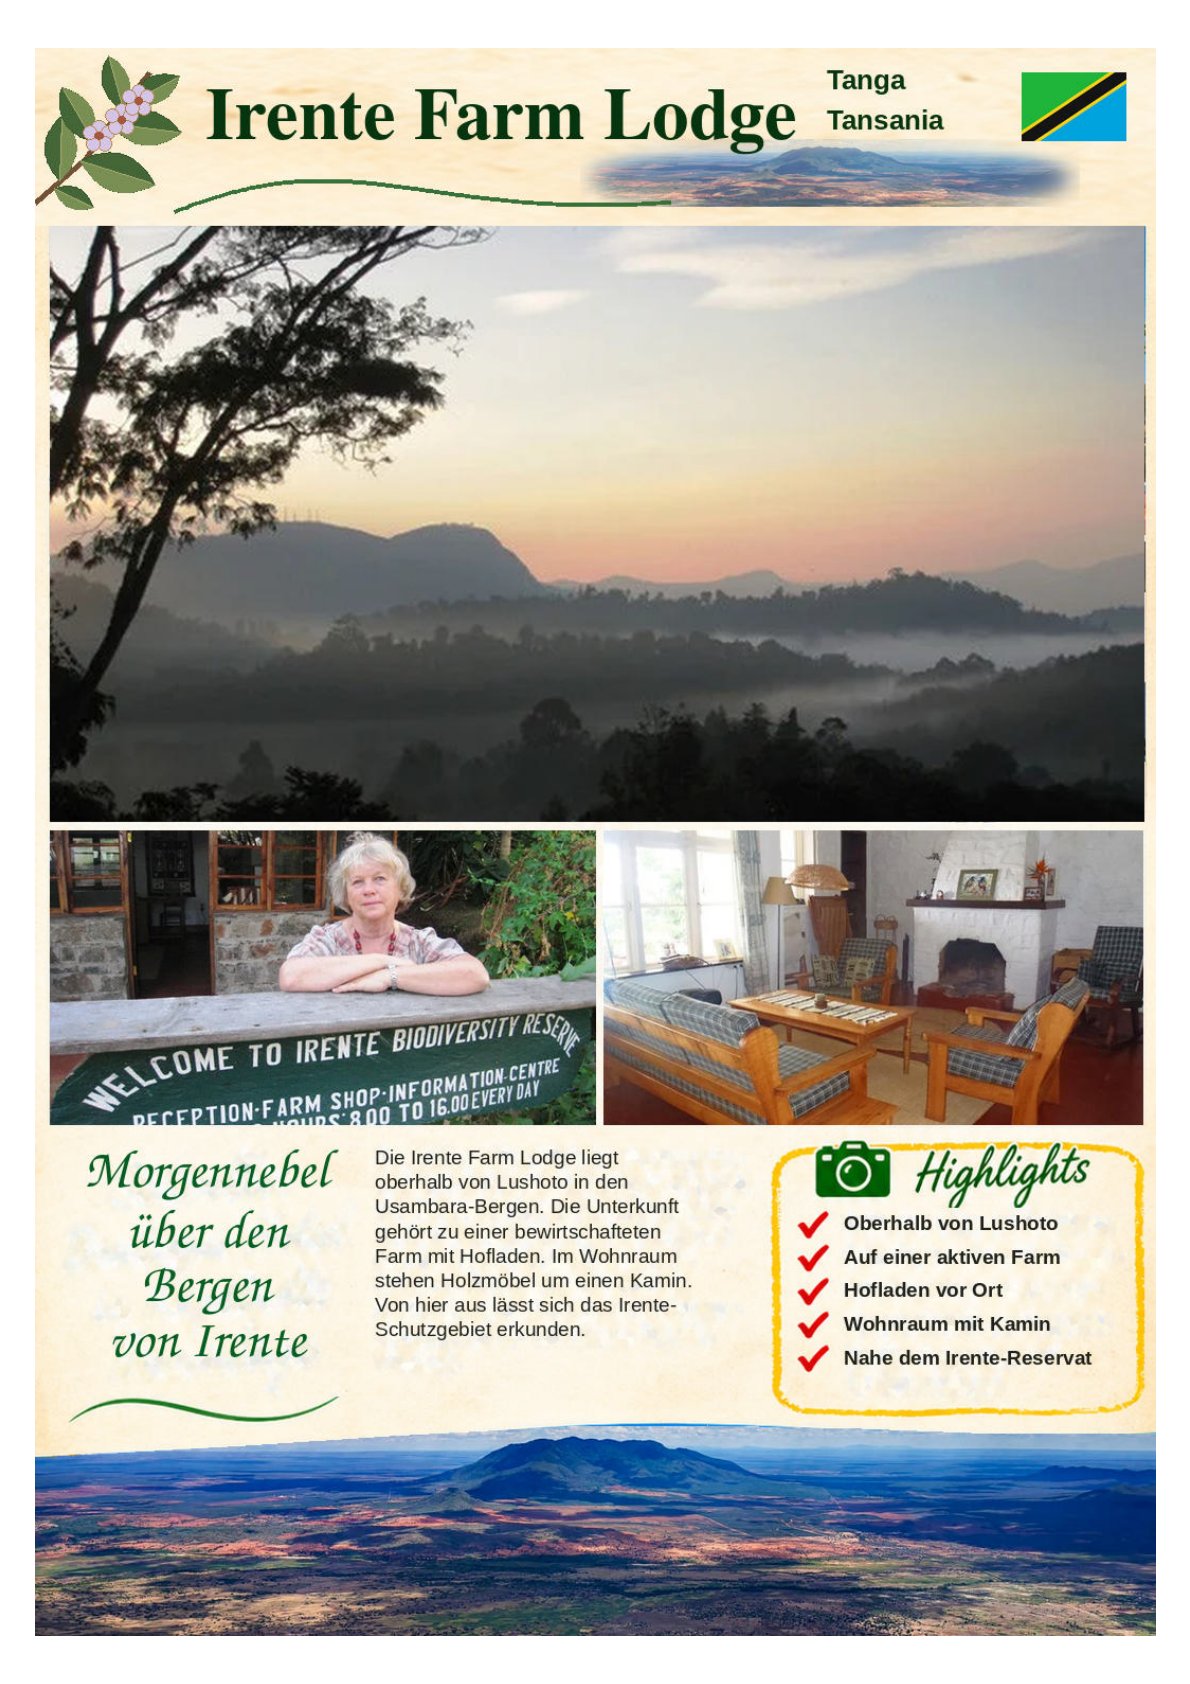 Irente Farm Lodge
Tanga
Tansania
WELCOME TO IRENTE BIODIVERSITY RESERVE
RECEPTION·FARM SHOP·INFORMATION·CENTRE
HOURS: 8.00 TO 16.00 EVERY DAY
Morgennebel
über den
Bergen
von Irente
Die Irente Farm Lodge liegt
oberhalb von Lushoto in den
Usambara-Bergen. Die Unterkunft
gehört zu einer bewirtschafteten
Farm mit Hofladen. Im Wohnraum
stehen Holzmöbel um einen Kamin.
Von hier aus lässt sich das Irente-
Schutzgebiet erkunden.
Highlights
Oberhalb von Lushoto
Auf einer aktiven Farm
Hofladen vor Ort
Wohnraum mit Kamin
Nahe dem Irente-Reservat